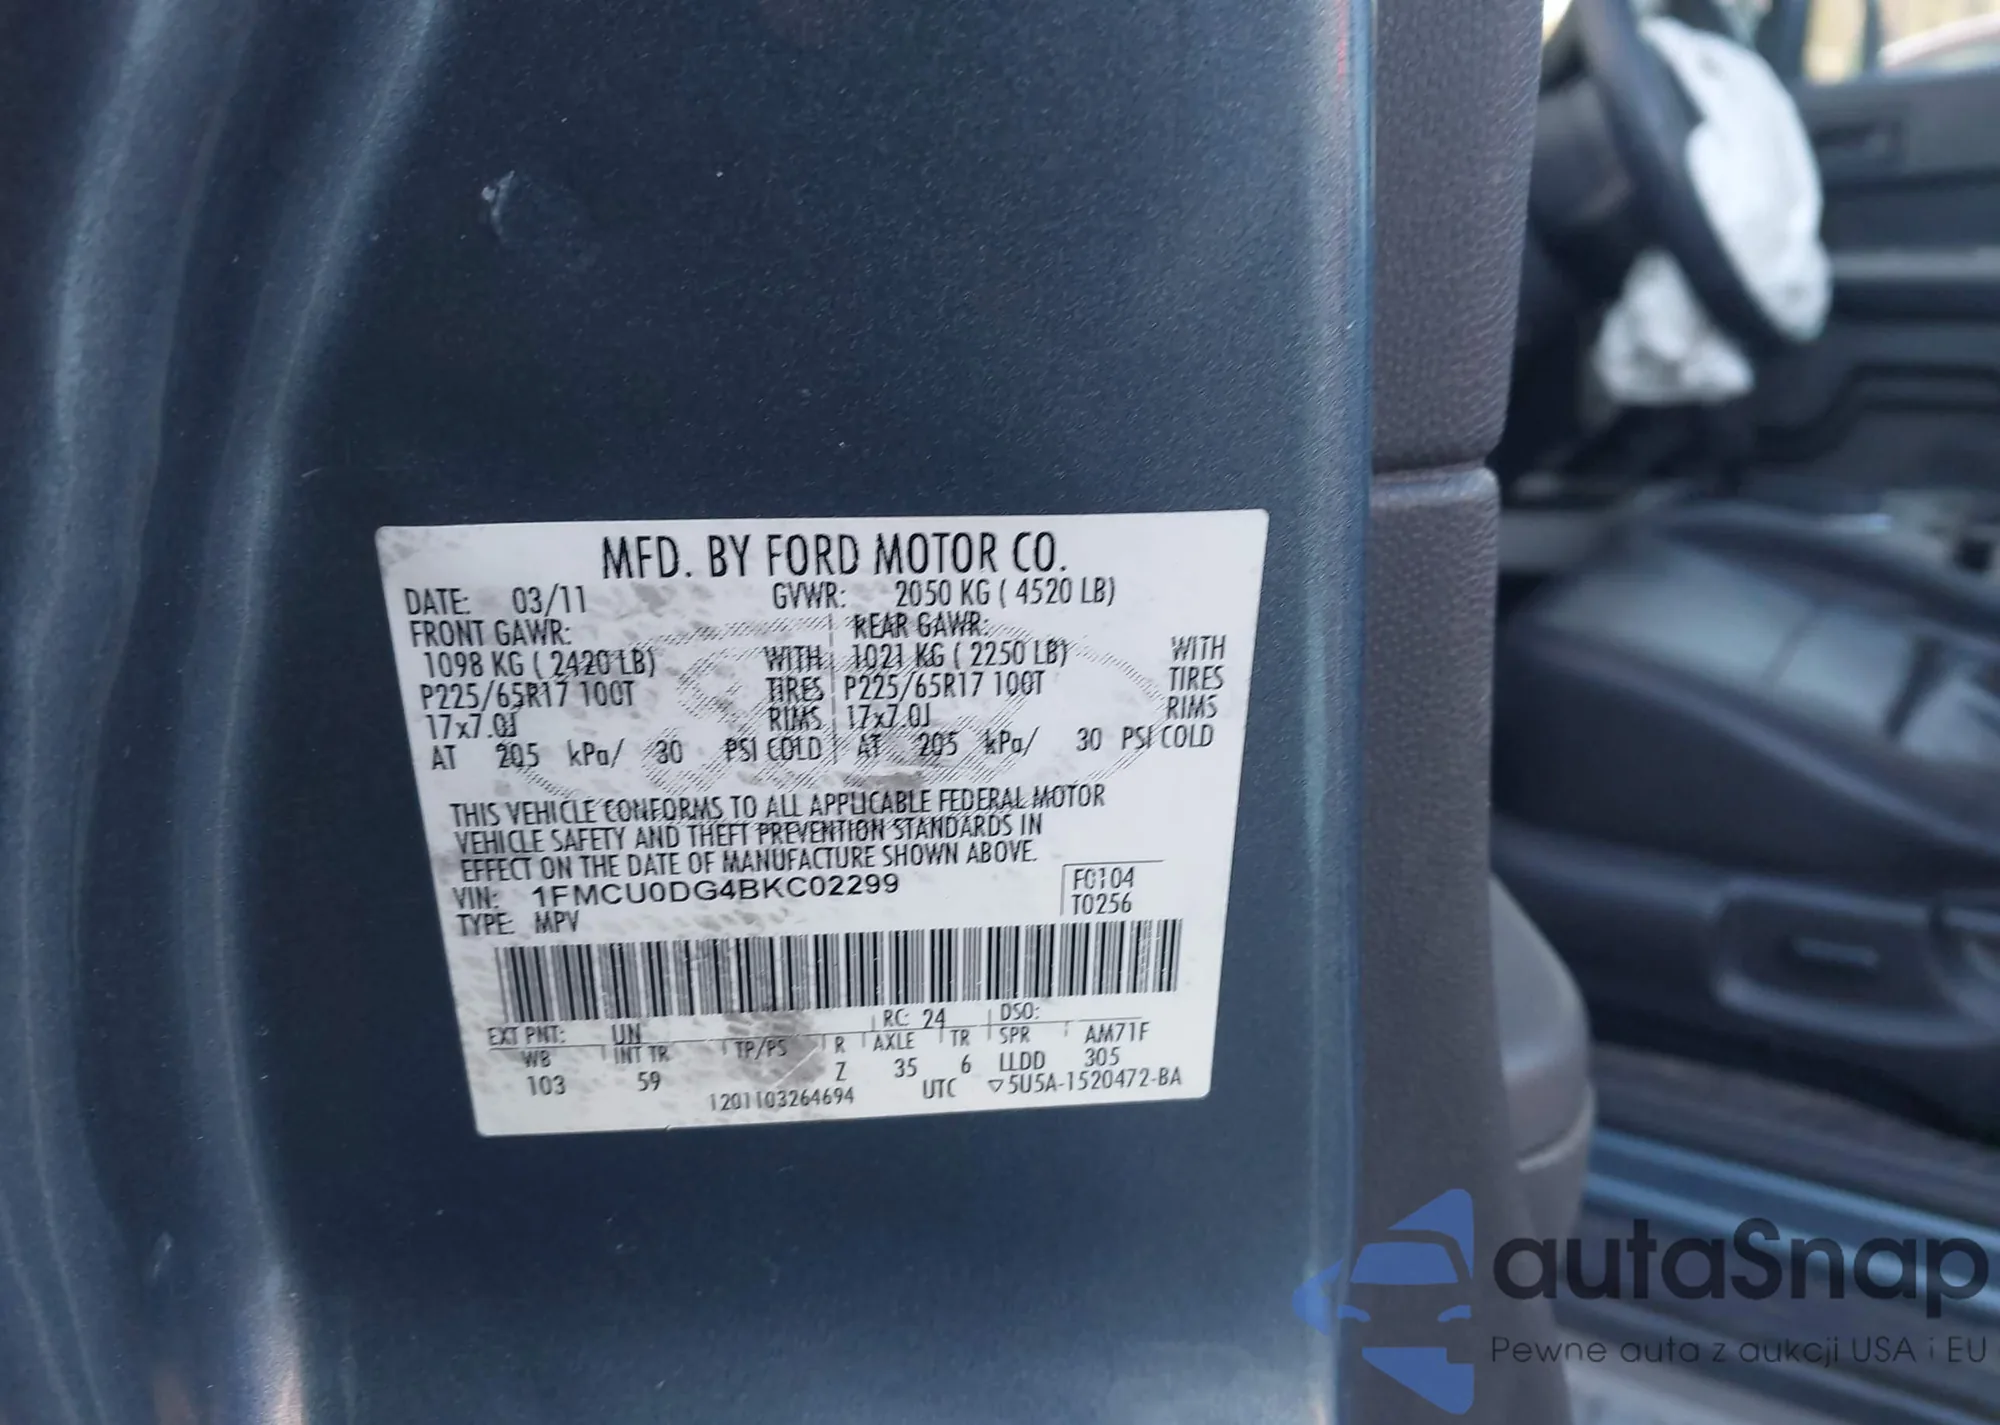 MFD. BY FORD MOTOR CO.
DATE: 03/11 GVWR: 2050 KG ( 4520 LB)
FRONT GAWR: REAR GAWR:
1098 KG ( 2420 LB) WITH 1021 KG ( 2250 LB) WITH
P225/65R17 100T TIRES P225/65R17 100T TIRES
17x7.0J RIMS 17x7.0J RIMS
AT 205 kPa/ 30 PSI COLD AT 205 kPa/ 30 PSI COLD
THIS VEHICLE CONFORMS TO ALL APPLICABLE FEDERAL MOTOR
VEHICLE SAFETY AND THEFT PREVENTION STANDARDS IN
EFFECT ON THE DATE OF MANUFACTURE SHOWN ABOVE.
VIN: 1FMCU0DG4BKC02299 F0104
TYPE: MPV T0256
EXT PNT: UN RC: 24 DSO:
WB INT TR TP/PS R AXLE TR SPR AM71F
103 59 Z 35 6 LLDD 305
1201103264694 UTC ▽5U5A-1520472-BA
autaSnap
Pewne auta z aukcji USA i EU